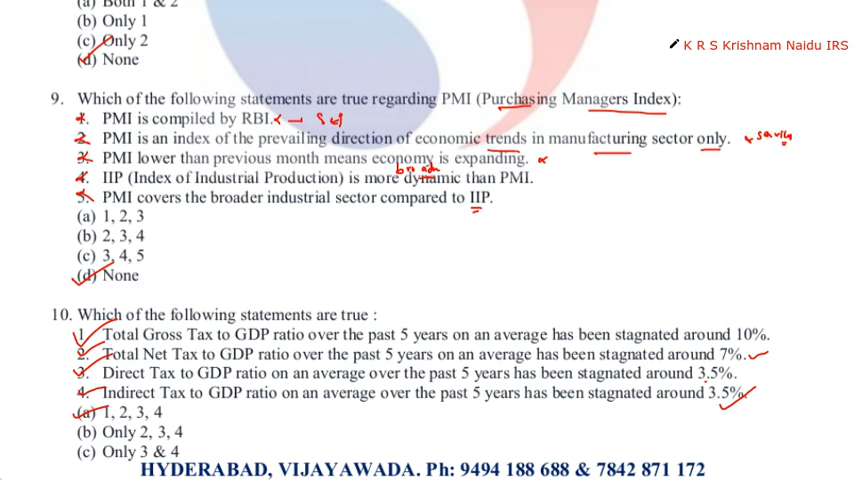 (a) Both 1 & 2
(b) Only 1
(c) Only 2
(d) None
K R S Krishnam Naidu IRS
9. Which of the following statements are true regarding PMI (Purchasing Managers Index):
1. PMI is compiled by RBI.
2. PMI is an index of the prevailing direction of economic trends in manufacturing sector only.
3. PMI lower than previous month means economy is expanding.
4. IIP (Index of Industrial Production) is more dynamic than PMI.
5. PMI covers the broader industrial sector compared to IIP.
(a) 1, 2, 3
(b) 2, 3, 4
(c) 3, 4, 5
(d) None
10. Which of the following statements are true :
1. Total Gross Tax to GDP ratio over the past 5 years on an average has been stagnated around 10%.
2. Total Net Tax to GDP ratio over the past 5 years on an average has been stagnated around 7%.
3. Direct Tax to GDP ratio on an average over the past 5 years has been stagnated around 3.5%.
4. Indirect Tax to GDP ratio on an average over the past 5 years has been stagnated around 3.5%.
(a) 1, 2, 3, 4
(b) Only 2, 3, 4
(c) Only 3 & 4
HYDERABAD, VIJAYAWADA. Ph: 9494 188 688 & 7842 871 172